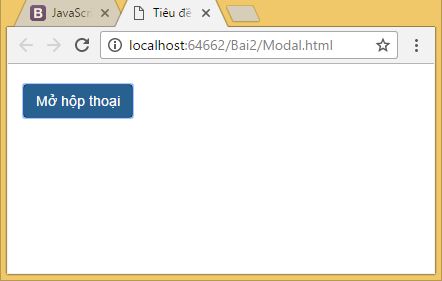 B JavaScr
Tiêu đề
localhost:64662/Bai2/Modal.html
Mở hộp thoại